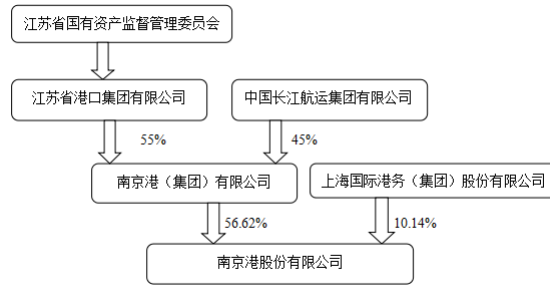 江苏省国有资产监督管理委员会
江苏省港口集团有限公司
中国长江航运集团有限公司
55%
45%
南京港（集团）有限公司
上海国际港务（集团）股份有限公司
56.62%
10.14%
南京港股份有限公司